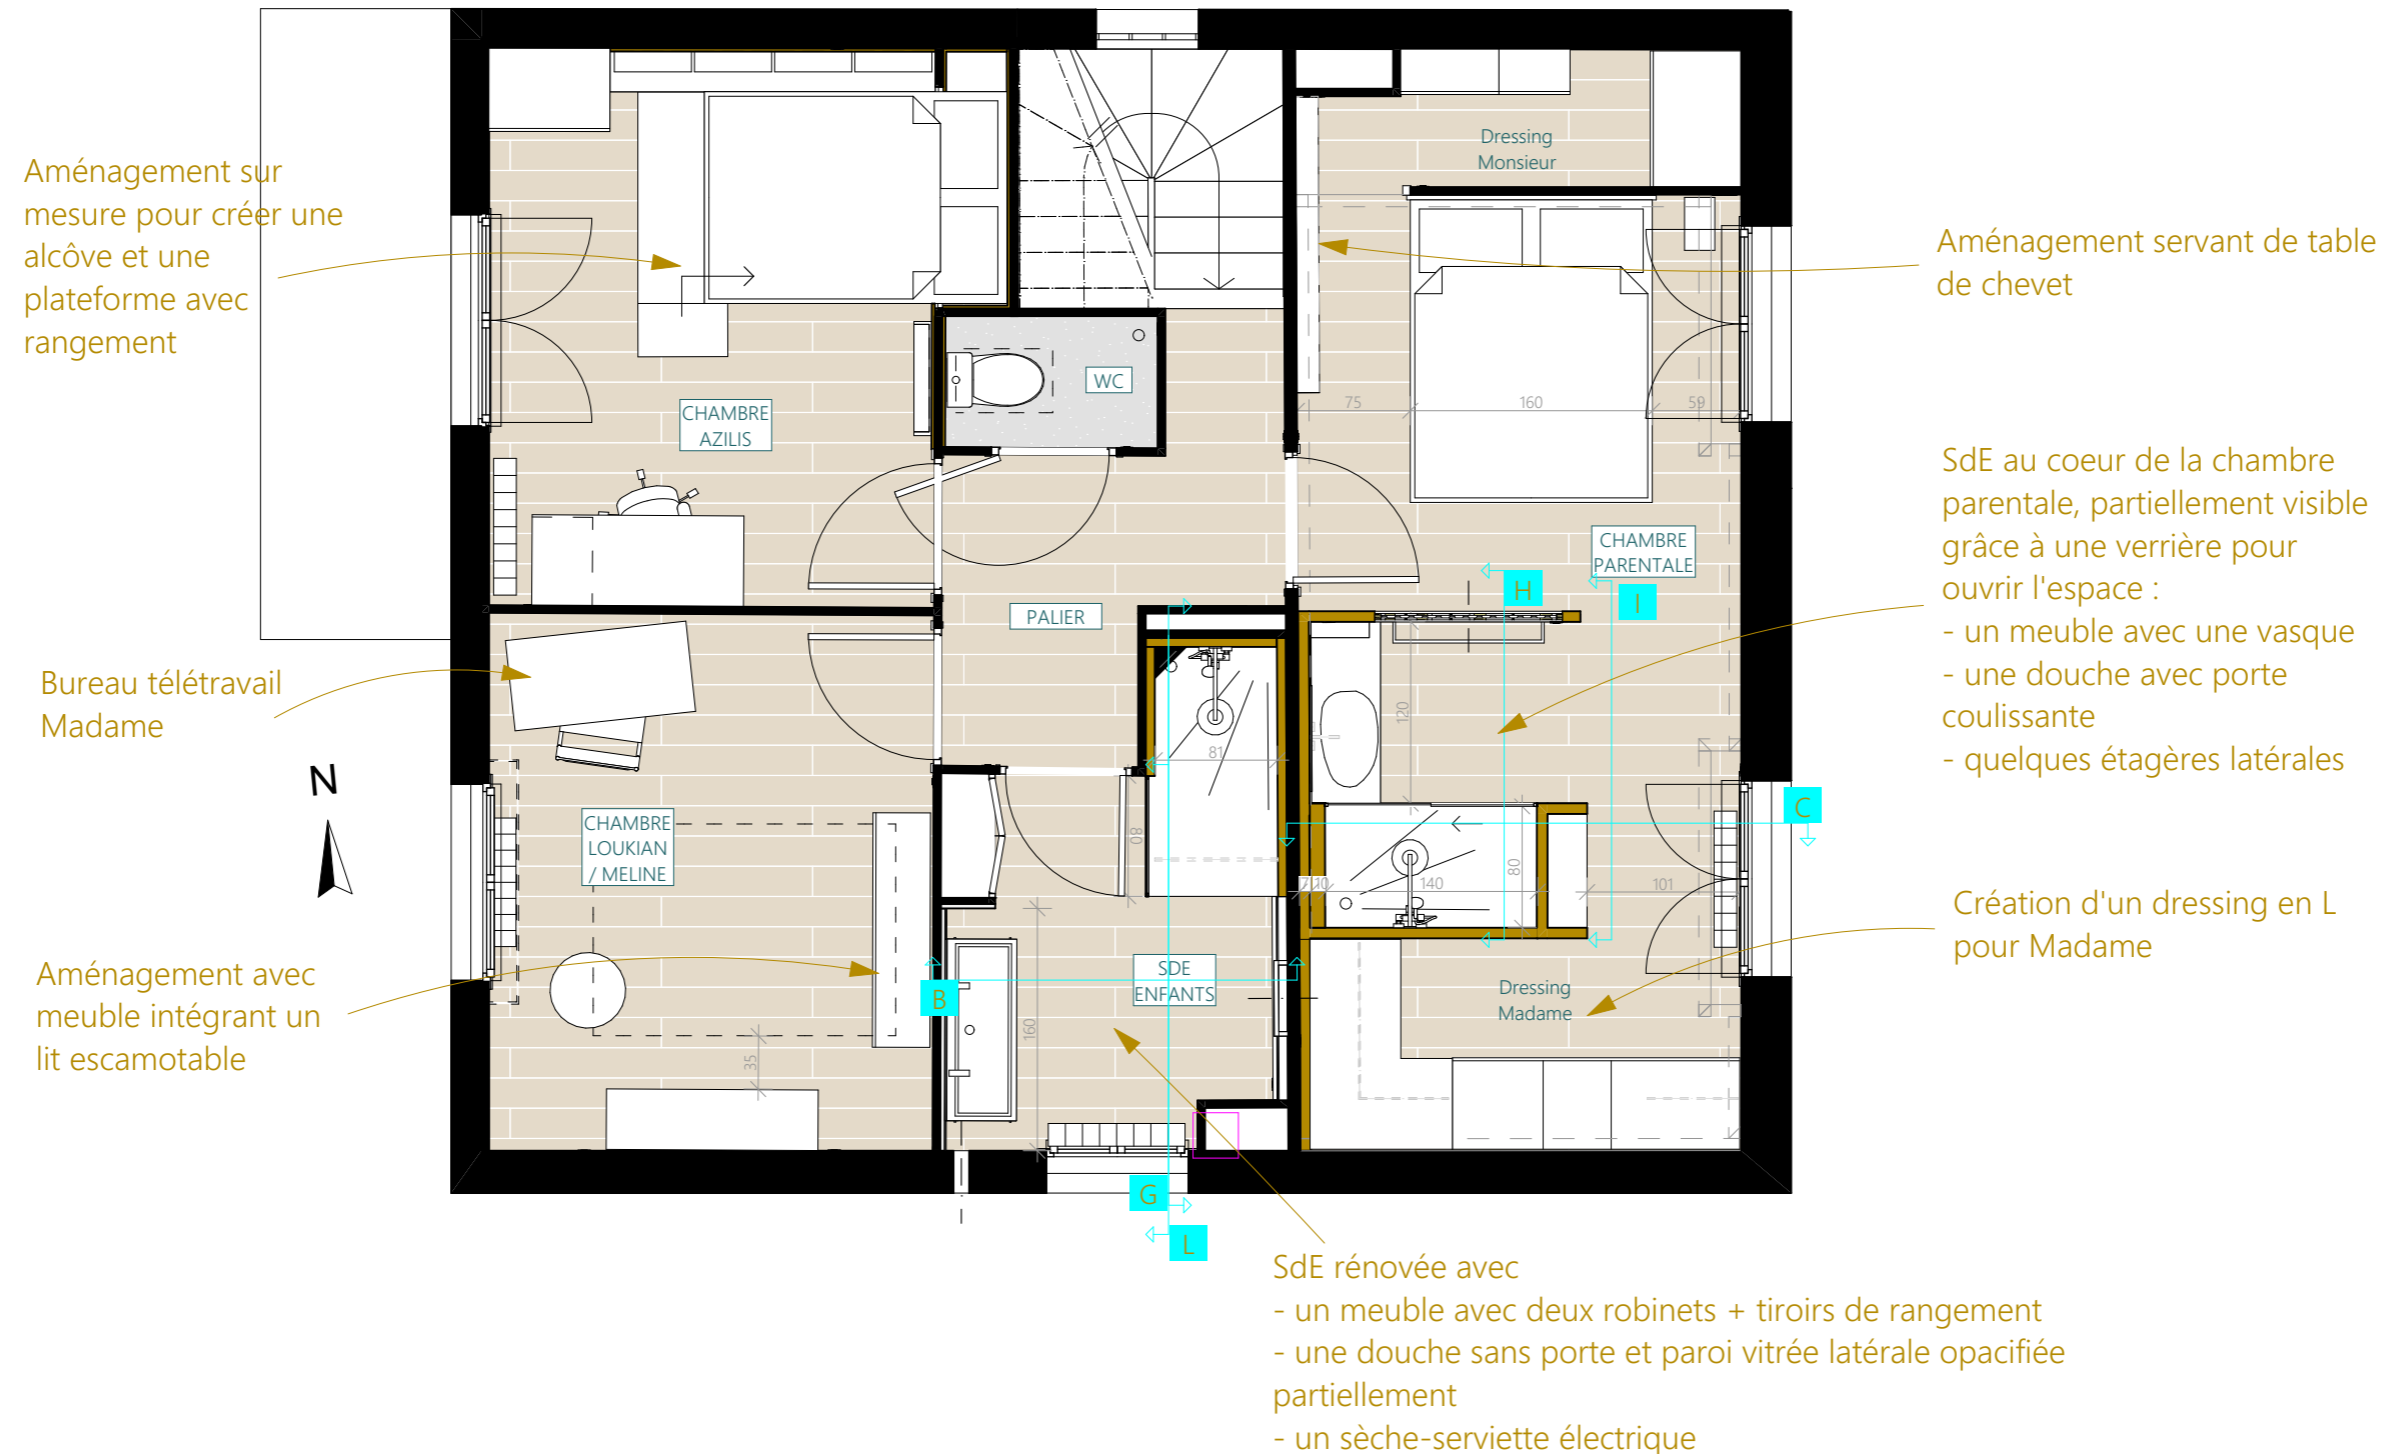 Aménagement sur
mesure pour créer une
alcôve et une
plateforme avec
rangement
Dressing
Monsieur
Aménagement servant de table
de chevet
WC
CHAMBRE
AZILIS
75
160
59
SdE au coeur de la chambre
parentale, partiellement visible
grâce à une verrière pour
ouvrir l'espace :
- un meuble avec une vasque
- une douche avec porte
coulissante
- quelques étagères latérales
CHAMBRE
PARENTALE
H
I
PALIER
Bureau télétravail
Madame
N
120
81
80
C
CHAMBRE
LOUKIAN
/ MELINE
7
10
140
80
101
Création d'un dressing en L
pour Madame
Aménagement avec
meuble intégrant un
lit escamotable
SDE
ENFANTS
B
Dressing
Madame
160
35
G
L
SdE rénovée avec
- un meuble avec deux robinets + tiroirs de rangement
- une douche sans porte et paroi vitrée latérale opacifiée
partiellement
- un sèche-serviette électrique